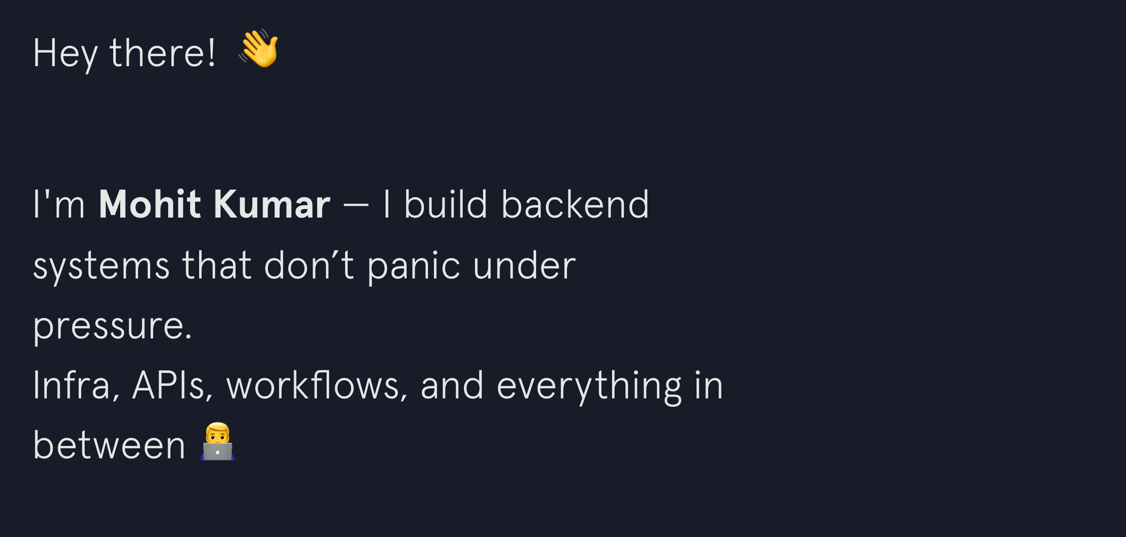 Hey there! 👋
I'm Mohit Kumar — I build backend
systems that don’t panic under
pressure.
Infra, APIs, workflows, and everything in
between 👨‍💻